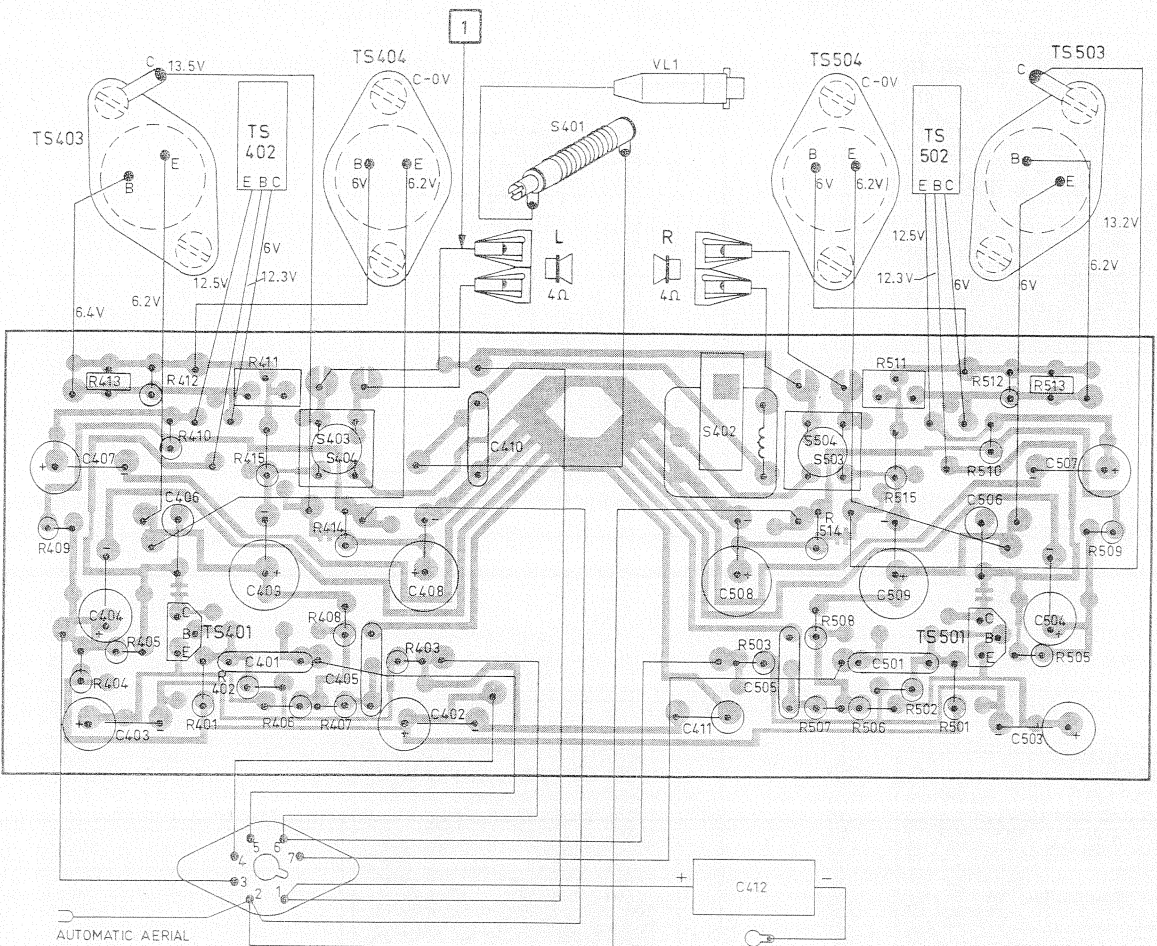 1
TS404
C-0V
VL1
TS504
C-0V
TS503
C
C 13.5V
TS403
TS
402
S401
TS
502
E
B
E B C
B E
6V 6.2V
B E
6V 6.2V
E B C
B
E
L
R
4Ω
4Ω
6V
12.3V
12.5V
6.2V
6.4V
12.5V
12.3V
6V
6V
13.2V
6.2V
R413
R412
R411
R511
R512
R513
S402
R410
S403
S404
C410
S504
S503
C407
+
-
R415
R510
C507
-
+
C406
R515
C506
R409
R414
R
514
R509
C404
C409
C408
C508
C509
C504
R408
R508
TS401
C
B
E
TS501
C
B
E
R405
R403
R503
R505
R404
C401
C405
C505
C501
R
402
R502
C403
R401
R406
R407
C402
C411
R507
R506
R501
C503
5 6
4 7
3
2 1
+ C412 -
AUTOMATIC AERIAL